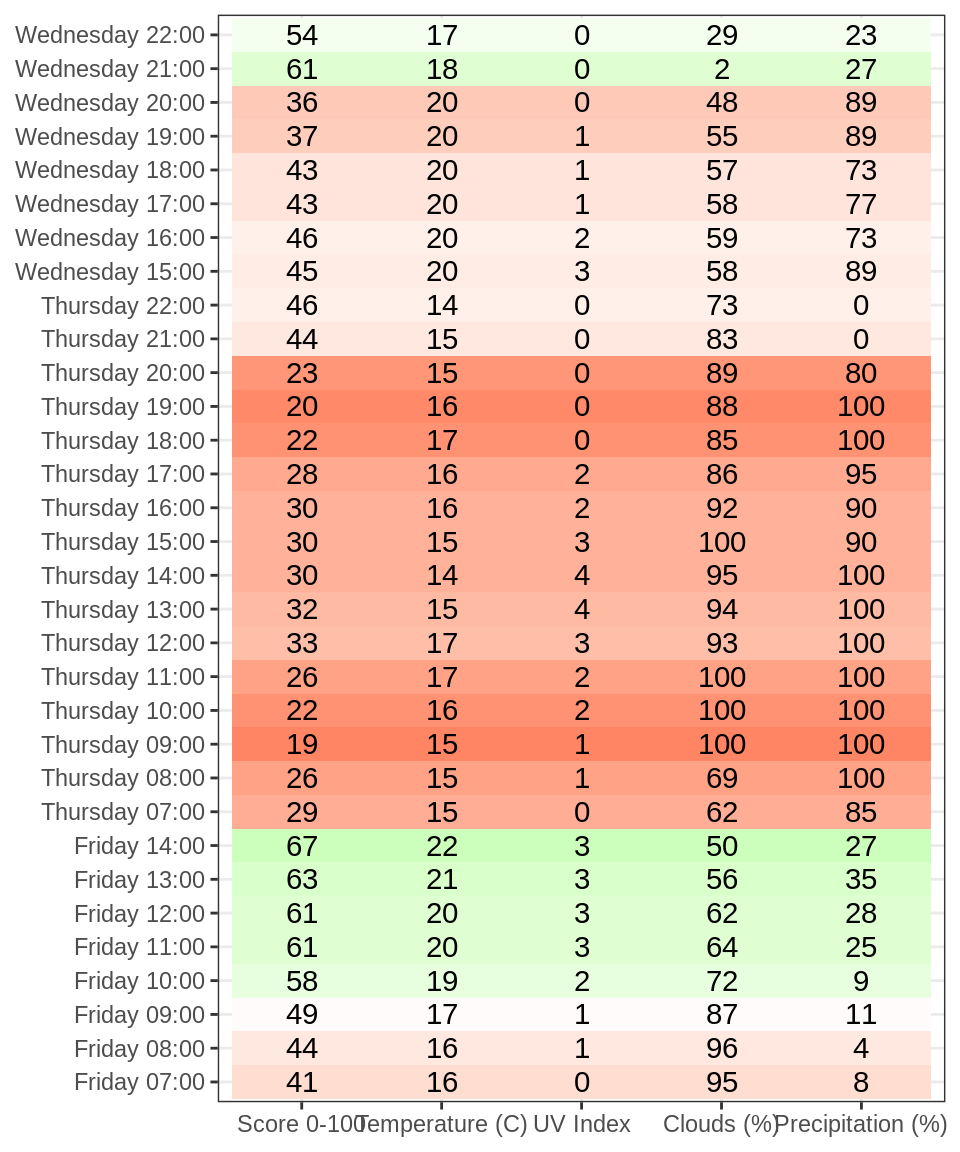 Wednesday 22:00 54 17 0 29 23
Wednesday 21:00 61 18 0 2 27
Wednesday 20:00 36 20 0 48 89
Wednesday 19:00 37 20 1 55 89
Wednesday 18:00 43 20 1 57 73
Wednesday 17:00 43 20 1 58 77
Wednesday 16:00 46 20 2 59 73
Wednesday 15:00 45 20 3 58 89
Thursday 22:00 46 14 0 73 0
Thursday 21:00 44 15 0 83 0
Thursday 20:00 23 15 0 89 80
Thursday 19:00 20 16 0 88 100
Thursday 18:00 22 17 0 85 100
Thursday 17:00 28 16 2 86 95
Thursday 16:00 30 16 2 92 90
Thursday 15:00 30 15 3 100 90
Thursday 14:00 30 14 4 95 100
Thursday 13:00 32 15 4 94 100
Thursday 12:00 33 17 3 93 100
Thursday 11:00 26 17 2 100 100
Thursday 10:00 22 16 2 100 100
Thursday 09:00 19 15 1 100 100
Thursday 08:00 26 15 1 69 100
Thursday 07:00 29 15 0 62 85
Friday 14:00 67 22 3 50 27
Friday 13:00 63 21 3 56 35
Friday 12:00 61 20 3 62 28
Friday 11:00 61 20 3 64 25
Friday 10:00 58 19 2 72 9
Friday 09:00 49 17 1 87 11
Friday 08:00 44 16 1 96 4
Friday 07:00 41 16 0 95 8
Score 0-100 Temperature (C) UV Index Clouds (%) Precipitation (%)